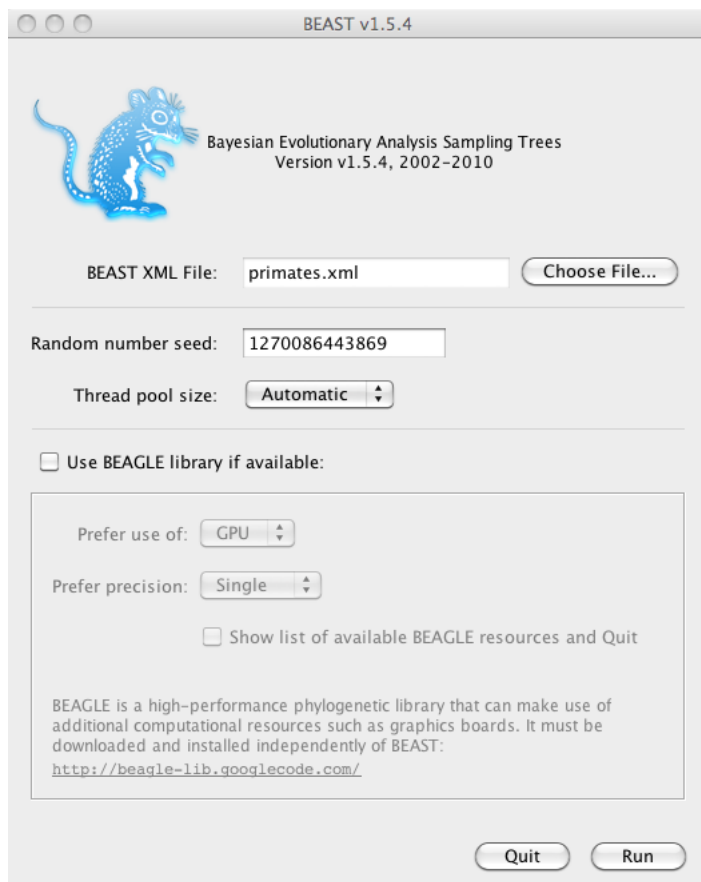 BEAST v1.5.4
Bayesian Evolutionary Analysis Sampling Trees
Version v1.5.4, 2002-2010
BEAST XML File: primates.xml Choose File...
Random number seed: 1270086443869
Thread pool size: Automatic
Use BEAGLE library if available:
Prefer use of: GPU
Prefer precision: Single
Show list of available BEAGLE resources and Quit
BEAGLE is a high-performance phylogenetic library that can make use of
additional computational resources such as graphics boards. It must be
downloaded and installed independently of BEAST:
http://beagle-lib.googlecode.com/
Quit Run